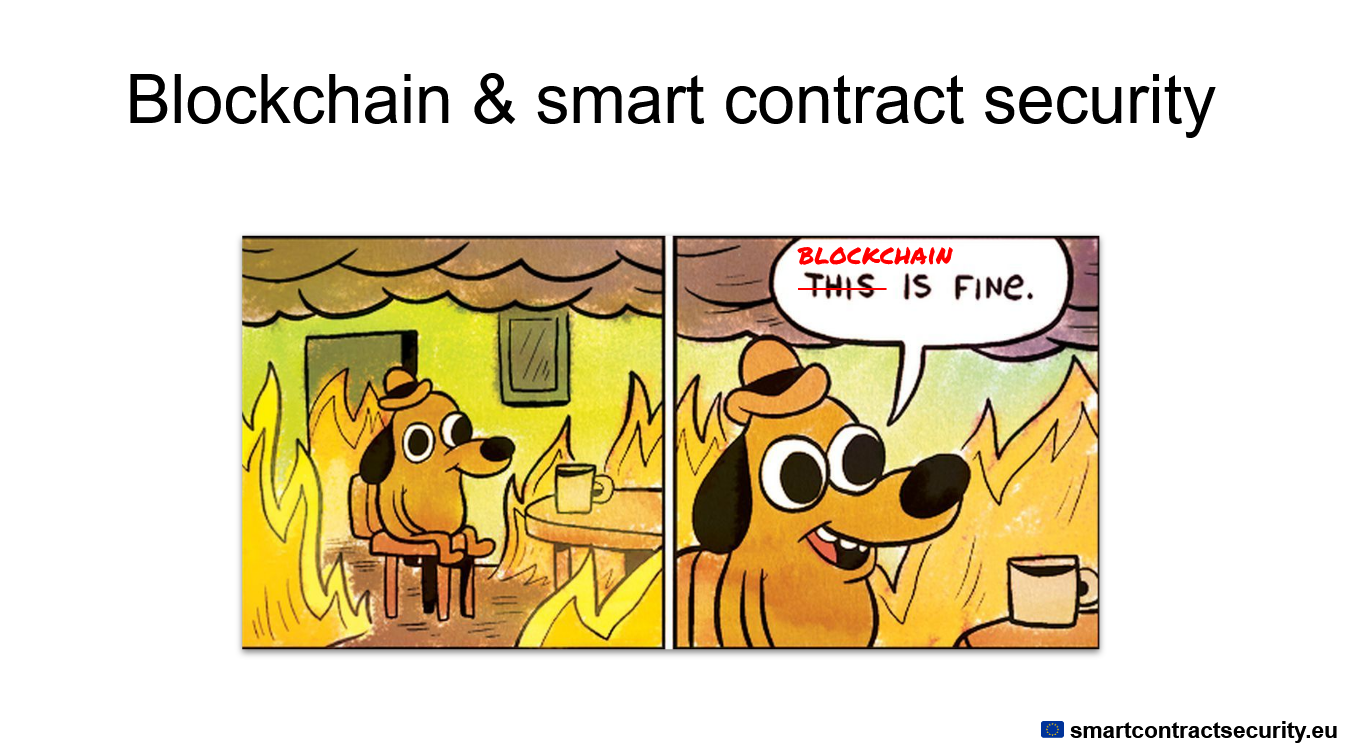 Blockchain & smart contract security
BLOCKCHAIN
THIS IS FINE.
smartcontractsecurity.eu